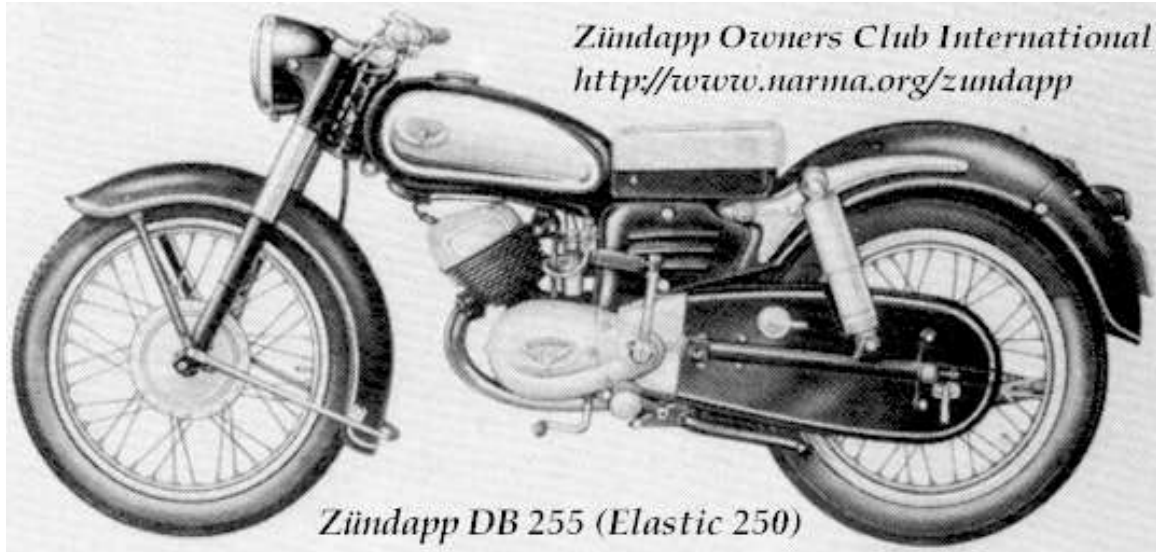 Zündapp Owners Club International
http://www.narma.org/zundapp
Zündapp DB 255 (Elastic 250)